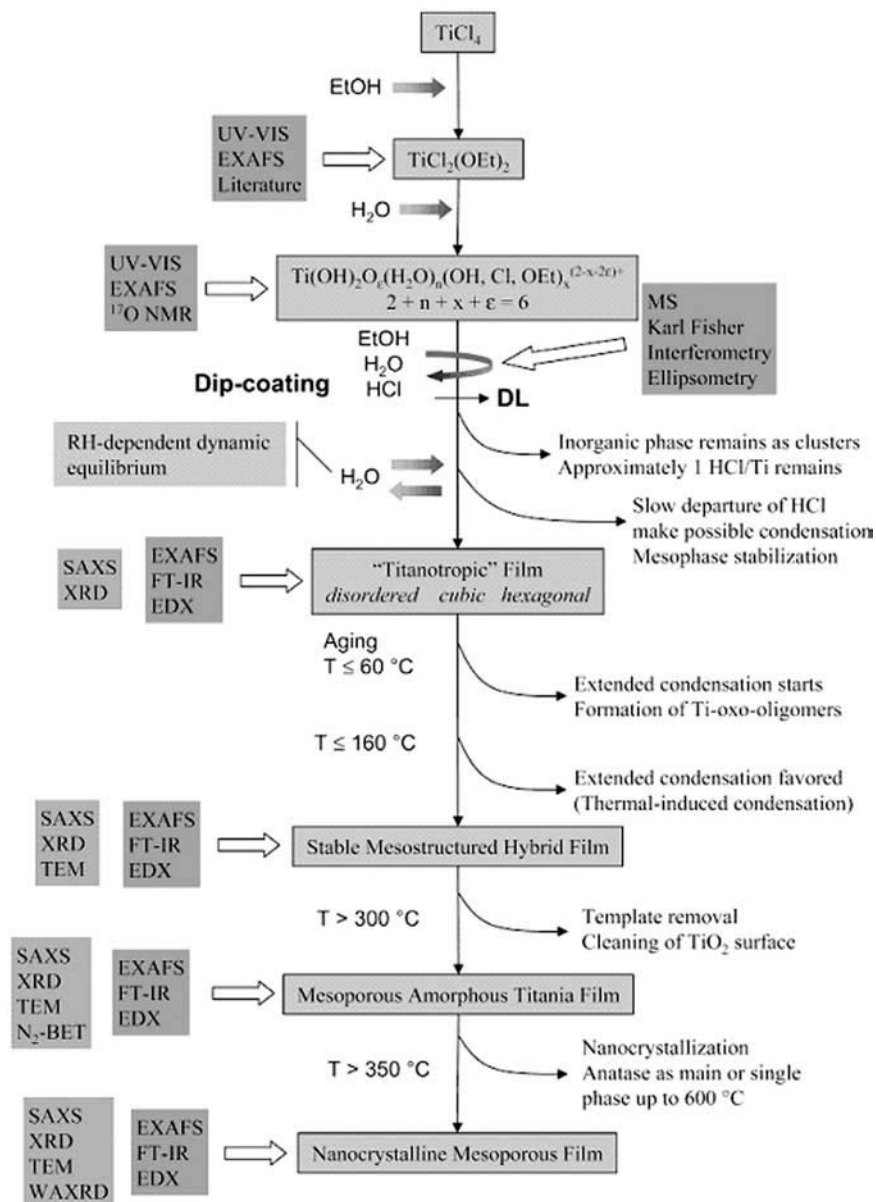 TiCl₄
EtOH
UV-VIS
EXAFS
Literature
TiCl₂(OEt)₂
H₂O
UV-VIS
EXAFS
¹⁷O NMR
Ti(OH)₂Oε(H₂O)ₙ(OH, Cl, OEt)ₓ⁽²⁻ˣ⁻²ᵋ⁾⁺
2 + n + x + ε = 6
MS
Karl Fisher
Interferometry
Ellipsometry
EtOH
H₂O
HCl
Dip-coating
DL
RH-dependent dynamic
equilibrium
H₂O
Inorganic phase remains as clusters
Approximately 1 HCl/Ti remains
Slow departure of HCl
make possible condensation
Mesophase stabilization
SAXS
XRD
EXAFS
FT-IR
EDX
"Titanotropic" Film
disordered cubic hexagonal
Aging
T ≤ 60 °C
Extended condensation starts
Formation of Ti-oxo-oligomers
T ≤ 160 °C
Extended condensation favored
(Thermal-induced condensation)
SAXS
XRD
TEM
EXAFS
FT-IR
EDX
Stable Mesostructured Hybrid Film
T > 300 °C
Template removal
Cleaning of TiO₂ surface
SAXS
XRD
TEM
N₂-BET
EXAFS
FT-IR
EDX
Mesoporous Amorphous Titania Film
T > 350 °C
Nanocrystallization
Anatase as main or single
phase up to 600 °C
SAXS
XRD
TEM
WAXRD
EXAFS
FT-IR
EDX
Nanocrystalline Mesoporous Film